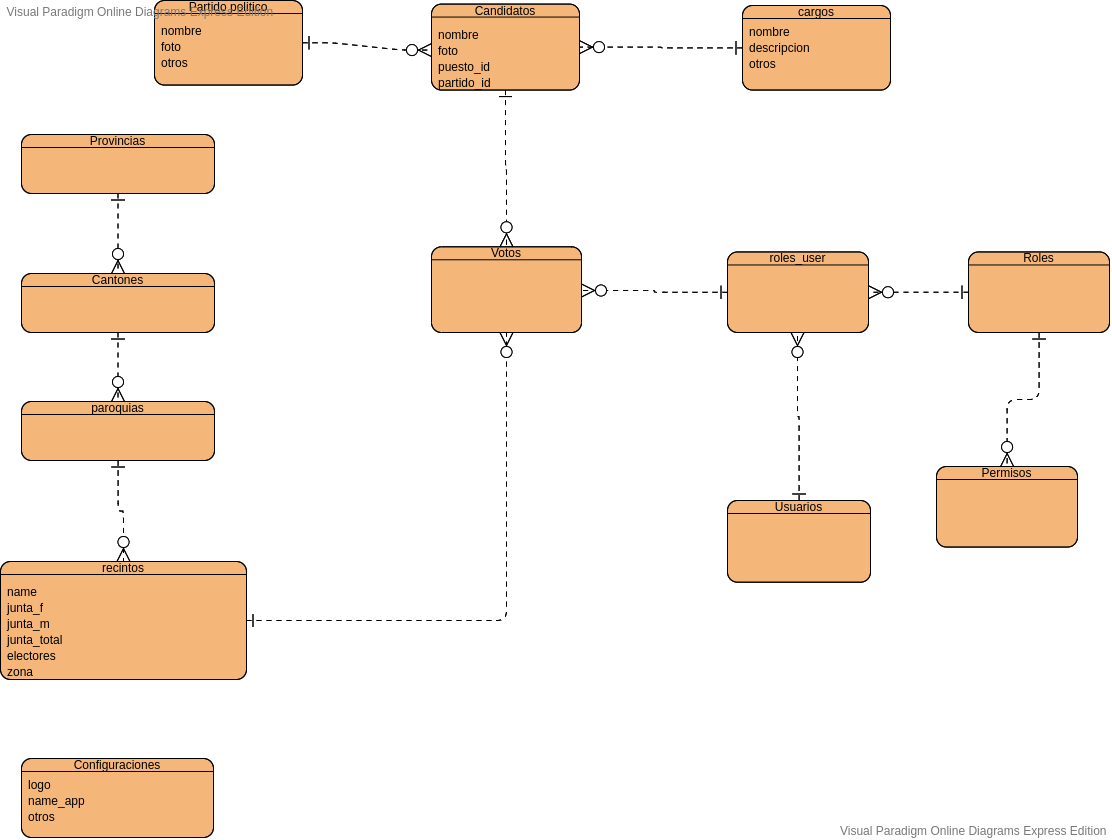 Visual Paradigm Online Diagrams Express Edition
Partido politico
nombre
foto
otros
Candidatos
nombre
foto
puesto_id
partido_id
cargos
nombre
descripcion
otros
Provincias
Cantones
paroquias
Votos
roles_user
Roles
Usuarios
Permisos
recintos
name
junta_f
junta_m
junta_total
electores
zona
Configuraciones
logo
name_app
otros
Visual Paradigm Online Diagrams Express Edition